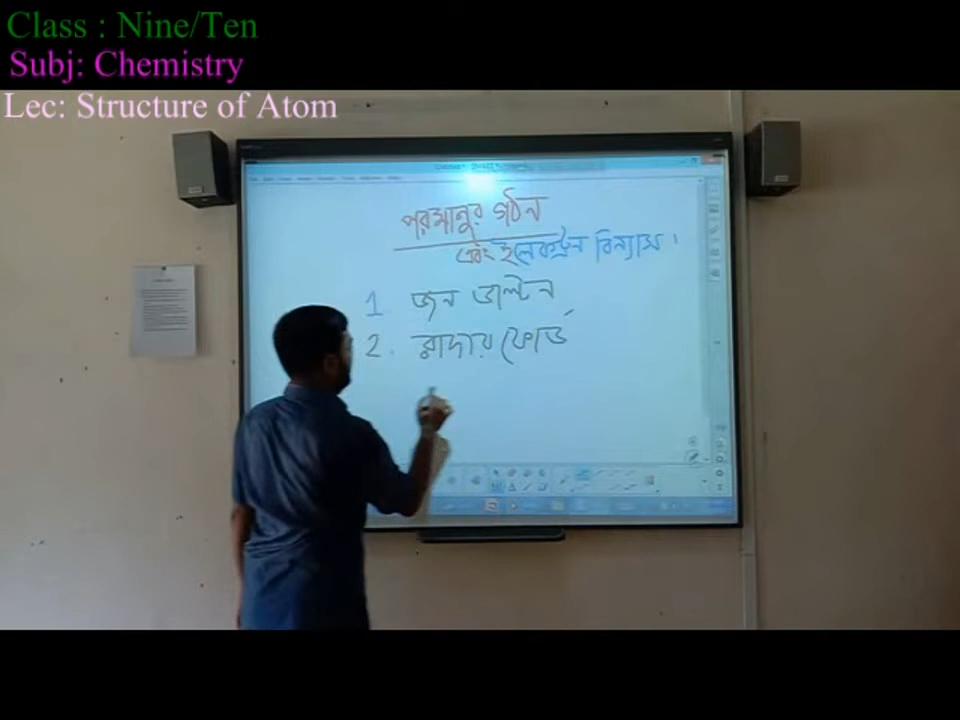 Class : Nine/Ten
Subj: Chemistry
Lec: Structure of Atom
পরমানুর গঠন
এবং ইলেকট্রন বিন্যাস ।
1 জন ডাল্টন
2. রাদারফোর্ড